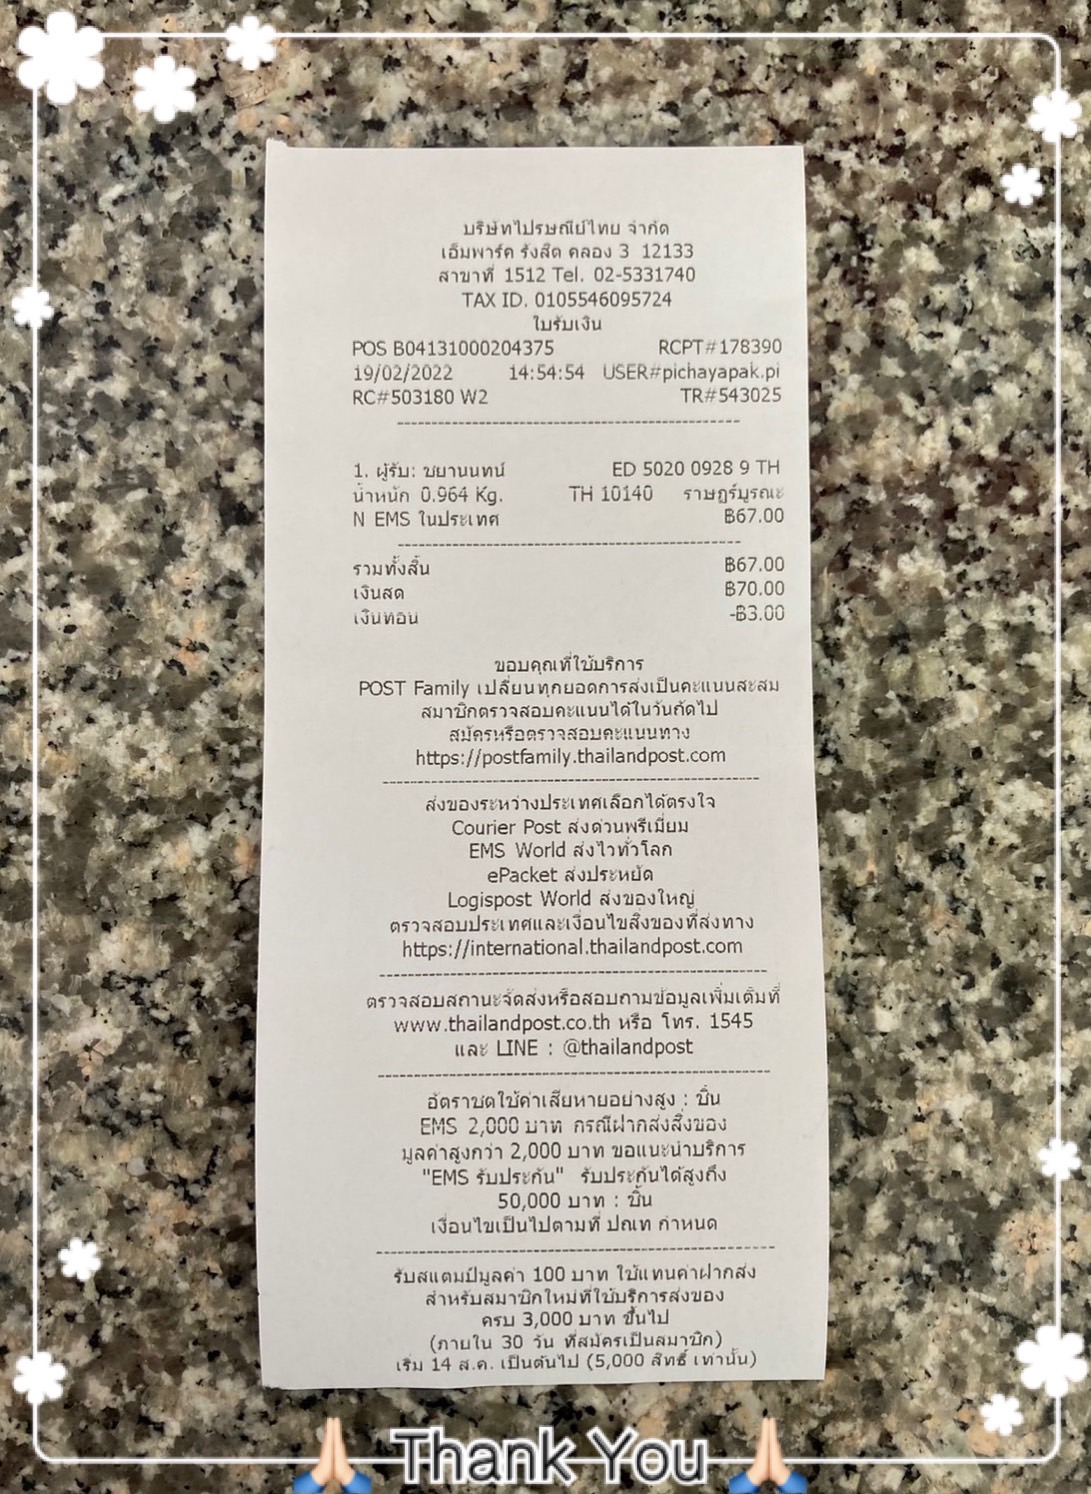 บริษัทไปรษณีย์ไทย จำกัด
เอ็มพาร์ค รังสิต คลอง 3 12133
สาขาที่ 1512 Tel. 02-5331740
TAX ID. 0105546095724
ใบรับเงิน
POS B04131000204375 RCPT#178390
19/02/2022 14:54:54 USER#pichayapak.pi
RC#503180 W2 TR#543025
1. ผู้รับ: ชยานนทน์ ED 5020 0928 9 TH
น้ำหนัก 0.964 Kg. TH 10140 ราษฎร์บูรณะ
N EMS ในประเทศ ฿67.00
รวมทั้งสิ้น ฿67.00
เงินสด ฿70.00
เงินทอน -฿3.00
ขอบคุณที่ใช้บริการ
POST Family เปลี่ยนทุกยอดการส่งเป็นคะแนนสะสม
สมาชิกตรวจสอบคะแนนได้ในวันถัดไป
สมัครหรือตรวจสอบคะแนนทาง
https://postfamily.thailandpost.com
ส่งของระหว่างประเทศเลือกได้ตรงใจ
Courier Post ส่งด่วนพรีเมี่ยม
EMS World ส่งไวทั่วโลก
ePacket ส่งประหยัด
Logispost World ส่งของใหญ่
ตรวจสอบประเทศและเงื่อนไขสิ่งของที่ส่งทาง
https://international.thailandpost.com
ตรวจสอบสถานะจัดส่งหรือสอบถามข้อมูลเพิ่มเติมที่
www.thailandpost.co.th หรือ โทร. 1545
และ LINE : @thailandpost
อัตราชดใช้ค่าเสียหายอย่างสูง : ชิ้น
EMS 2,000 บาท กรณีฝากส่งสิ่งของ
มูลค่าสูงกว่า 2,000 บาท ขอแนะนำบริการ
"EMS รับประกัน" รับประกันได้สูงถึง
50,000 บาท : ชิ้น
เงื่อนไขเป็นไปตามที่ ปณท กำหนด
รับสแตมป์มูลค่า 100 บาท ใช้แทนค่าฝากส่ง
สำหรับสมาชิกใหม่ที่ใช้บริการส่งของ
ครบ 3,000 บาท ขึ้นไป
(ภายใน 30 วัน ที่สมัครเป็นสมาชิก)
เริ่ม 14 ส.ค. เป็นต้นไป (5,000 สิทธิ์ เท่านั้น)
Thank You